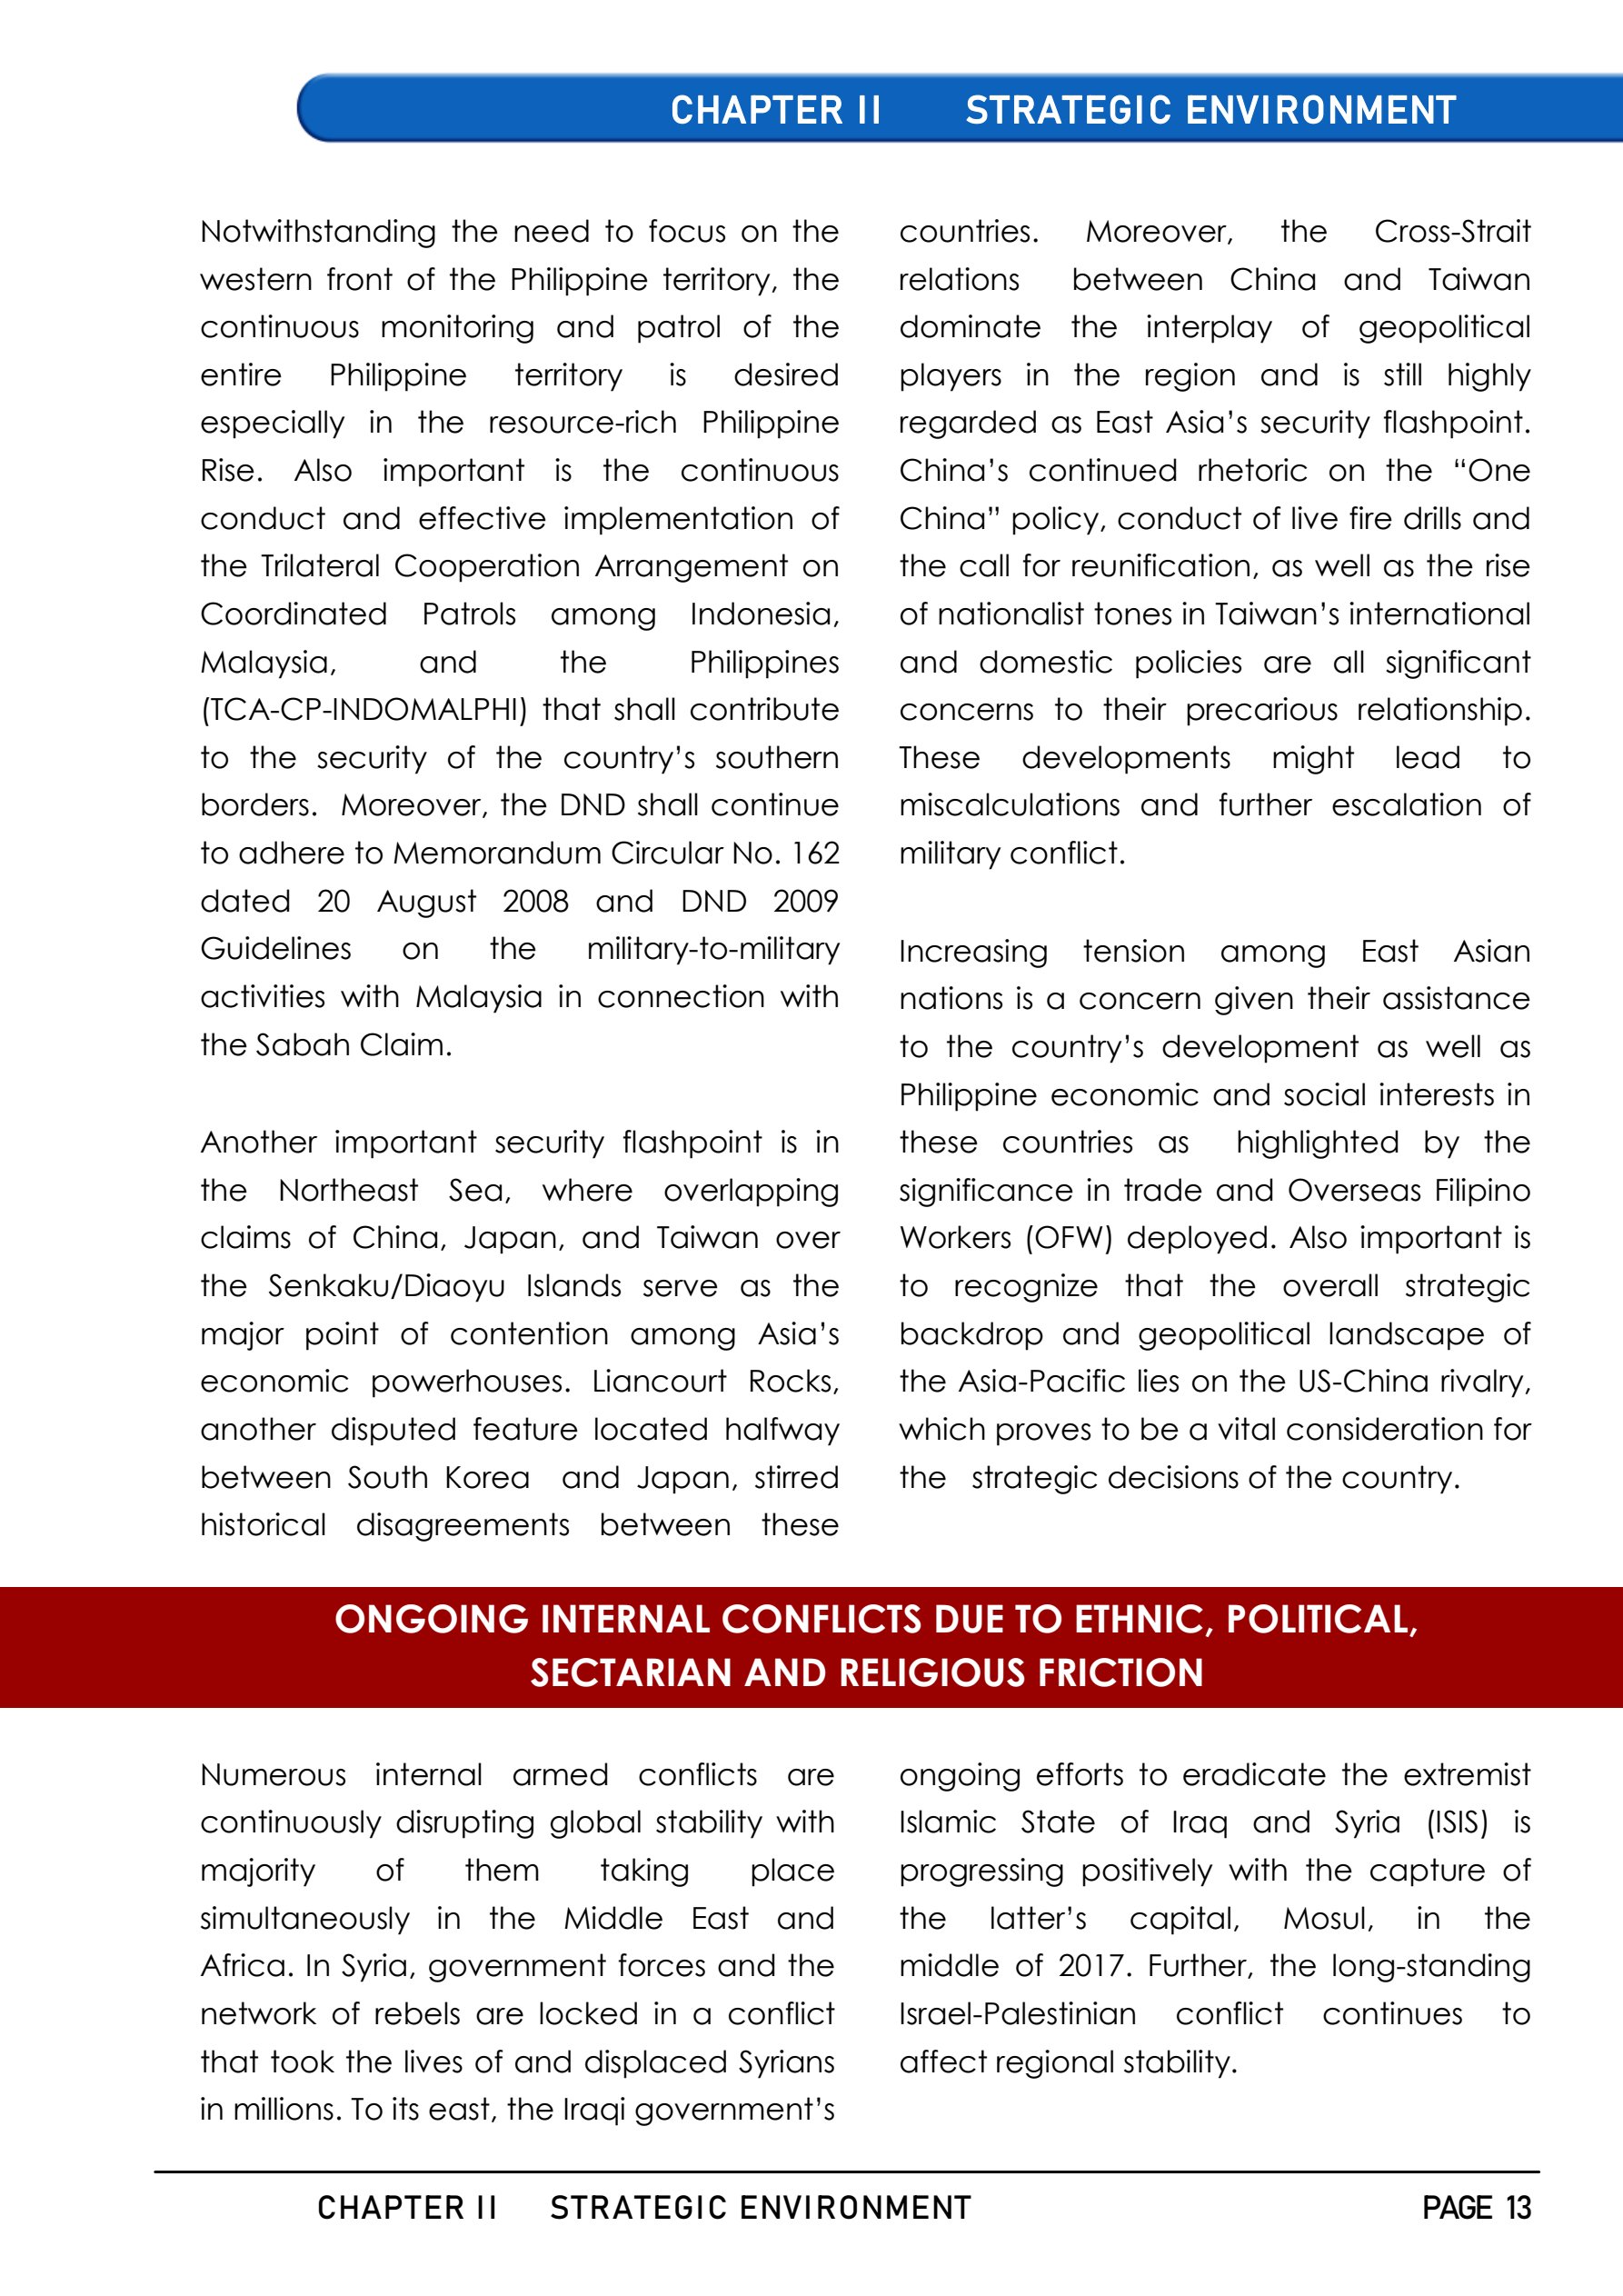 CHAPTER II STRATEGIC ENVIRONMENT
Notwithstanding the need to focus on the
western front of the Philippine territory, the
continuous monitoring and patrol of the
entire Philippine territory is desired
especially in the resource-rich Philippine
Rise. Also important is the continuous
conduct and effective implementation of
the Trilateral Cooperation Arrangement on
Coordinated Patrols among Indonesia,
Malaysia, and the Philippines
(TCA-CP-INDOMALPHI) that shall contribute
to the security of the country’s southern
borders. Moreover, the DND shall continue
to adhere to Memorandum Circular No. 162
dated 20 August 2008 and DND 2009
Guidelines on the military-to-military
activities with Malaysia in connection with
the Sabah Claim.
Another important security flashpoint is in
the Northeast Sea, where overlapping
claims of China, Japan, and Taiwan over
the Senkaku/Diaoyu Islands serve as the
major point of contention among Asia’s
economic powerhouses. Liancourt Rocks,
another disputed feature located halfway
between South Korea and Japan, stirred
historical disagreements between these
countries. Moreover, the Cross-Strait
relations between China and Taiwan
dominate the interplay of geopolitical
players in the region and is still highly
regarded as East Asia’s security flashpoint.
China’s continued rhetoric on the “One
China” policy, conduct of live fire drills and
the call for reunification, as well as the rise
of nationalist tones in Taiwan’s international
and domestic policies are all significant
concerns to their precarious relationship.
These developments might lead to
miscalculations and further escalation of
military conflict.
Increasing tension among East Asian
nations is a concern given their assistance
to the country’s development as well as
Philippine economic and social interests in
these countries as highlighted by the
significance in trade and Overseas Filipino
Workers (OFW) deployed. Also important is
to recognize that the overall strategic
backdrop and geopolitical landscape of
the Asia-Pacific lies on the US-China rivalry,
which proves to be a vital consideration for
the strategic decisions of the country.
ONGOING INTERNAL CONFLICTS DUE TO ETHNIC, POLITICAL,
SECTARIAN AND RELIGIOUS FRICTION
Numerous internal armed conflicts are
continuously disrupting global stability with
majority of them taking place
simultaneously in the Middle East and
Africa. In Syria, government forces and the
network of rebels are locked in a conflict
that took the lives of and displaced Syrians
in millions. To its east, the Iraqi government’s
ongoing efforts to eradicate the extremist
Islamic State of Iraq and Syria (ISIS) is
progressing positively with the capture of
the latter’s capital, Mosul, in the
middle of 2017. Further, the long-standing
Israel-Palestinian conflict continues to
affect regional stability.
CHAPTER II STRATEGIC ENVIRONMENT PAGE 13